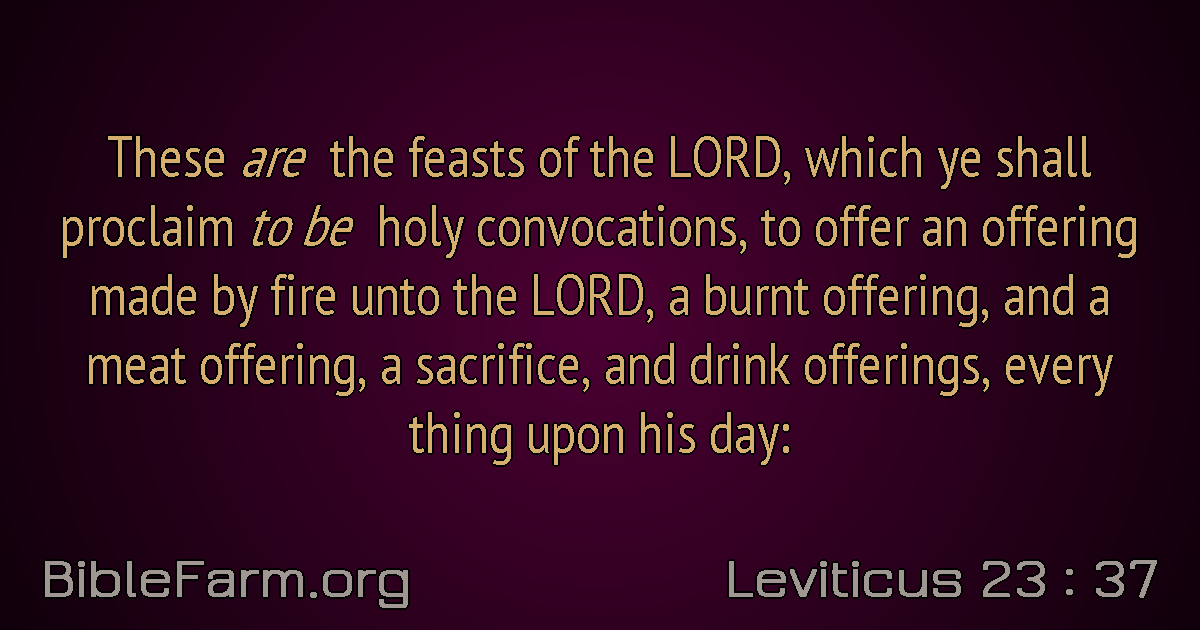 These are the feasts of the LORD, which ye shall
proclaim to be holy convocations, to offer an offering
made by fire unto the LORD, a burnt offering, and a
meat offering, a sacrifice, and drink offerings, every
thing upon his day:
BibleFarm.org
Leviticus 23 : 37